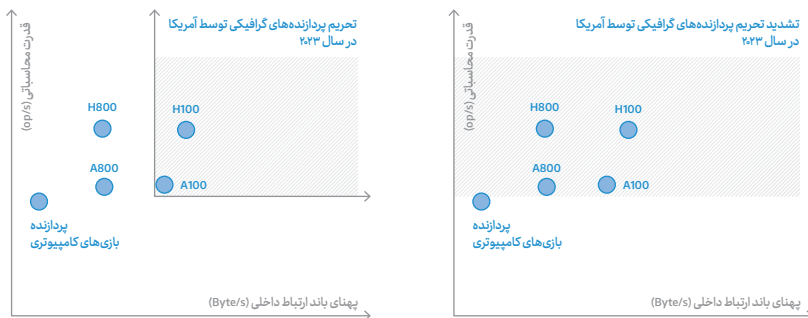 تحریم پردازنده‌های گرافیکی توسط آمریکا
در سال ۲۰۲۳
قدرت محاسباتی (op/s)
H800
H100
A800
A100
پردازنده
بازی‌های کامپیوتری
پهنای باند ارتباط داخلی (Byte/s)
تشدید تحریم پردازنده‌های گرافیکی توسط آمریکا
در سال ۲۰۲۳
قدرت محاسباتی (op/s)
H800
H100
A800
A100
پردازنده
بازی‌های کامپیوتری
پهنای باند ارتباط داخلی (Byte/s)